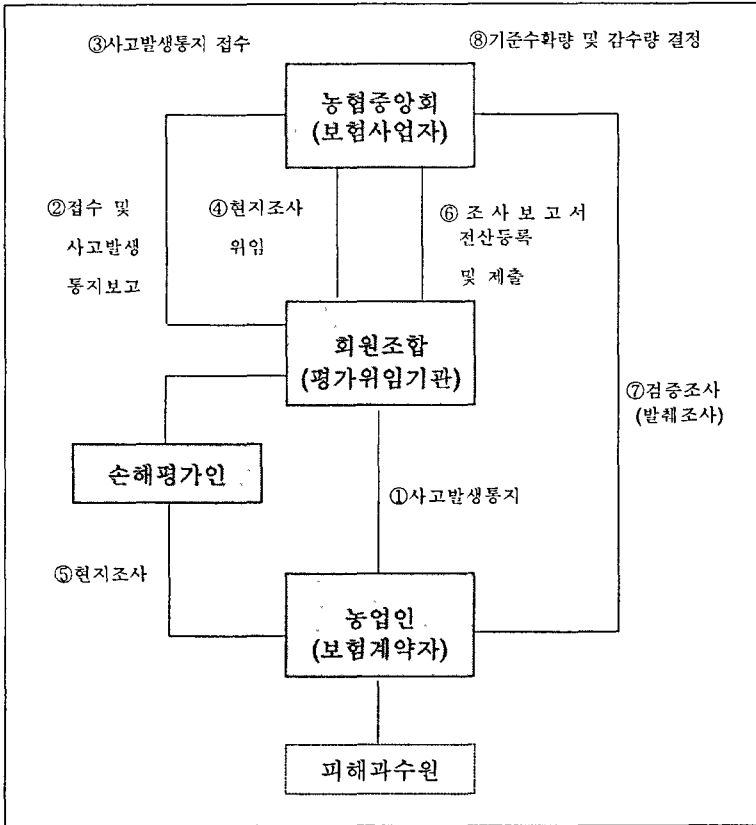 ③사고발생통지 접수
⑧기준수확량 및 감수량 결정
농협중앙회
(보험사업자)
②접수 및
사고발생
통지보고
④현지조사
위임
⑥ 조 사 보 고 서
전산등록
및 제출
회원조합
(평가위임기관)
⑦검증조사
(발췌조사)
손해평가인
①사고발생통지
⑤현지조사
농업인
(보험계약자)
피해과수원